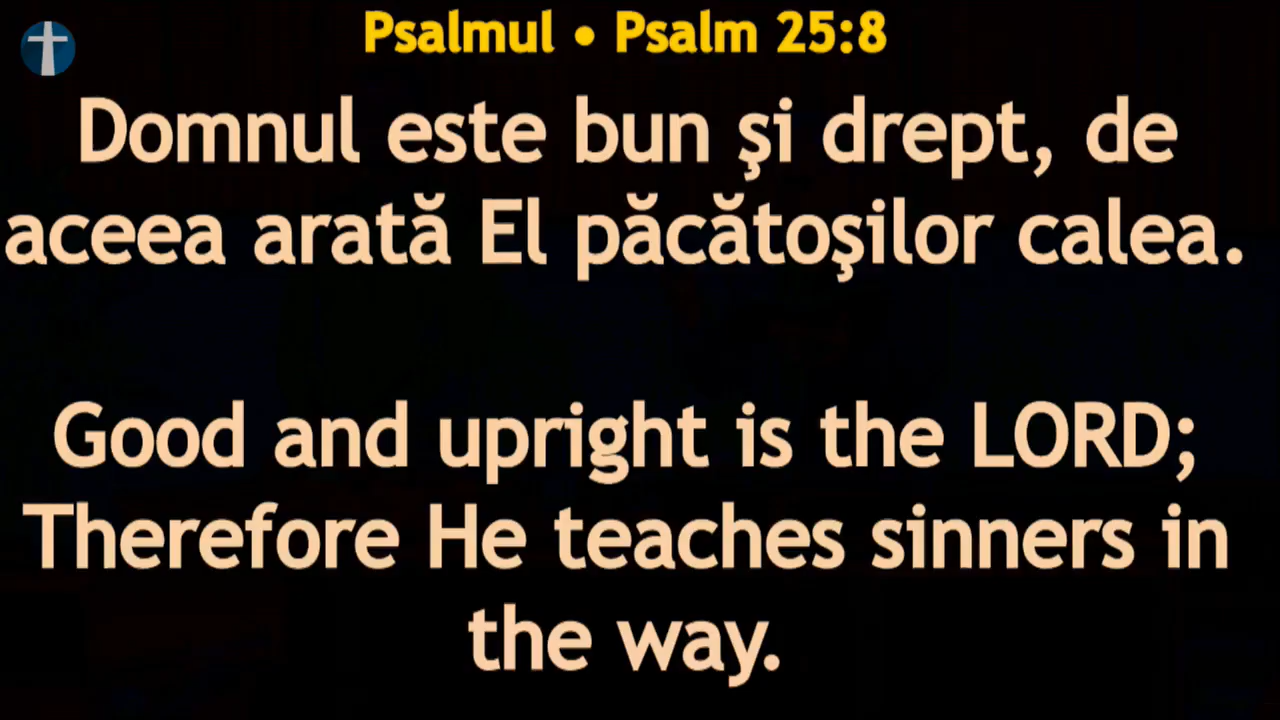 Psalmul • Psalm 25:8
Domnul este bun şi drept, de
aceea arată El păcătoşilor calea.
Good and upright is the LORD;
Therefore He teaches sinners in
the way.